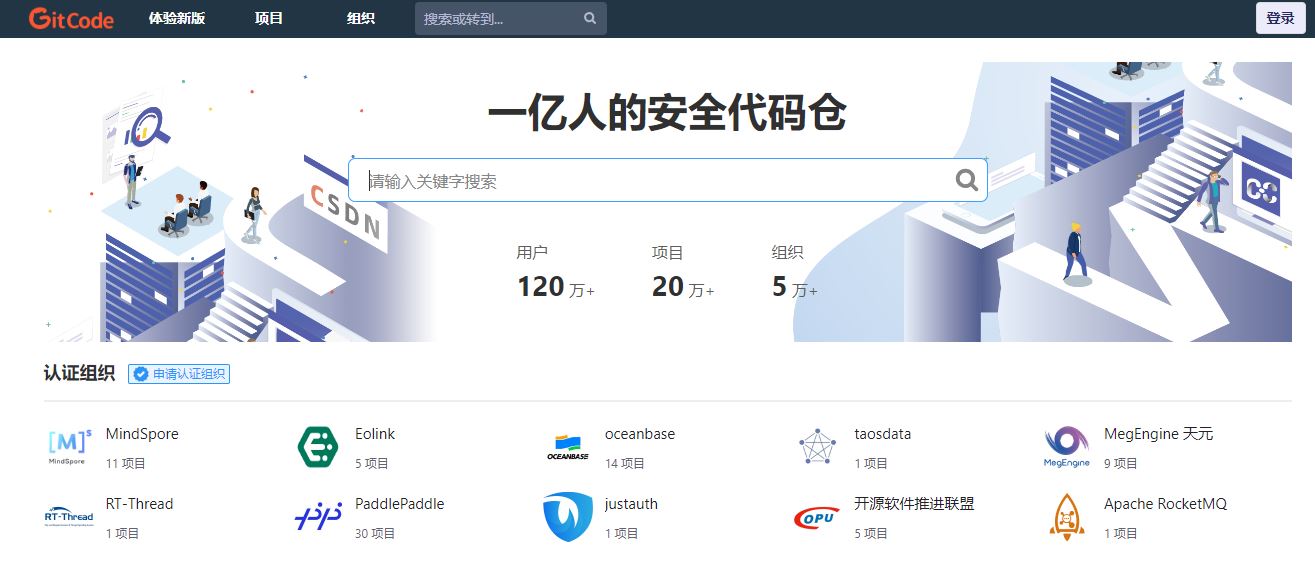 GitCode 体验新版 项目 组织 搜索或转到... 登录
一亿人的安全代码仓
请输入关键字搜索
CSDN
用户 项目 组织
120 万+ 20 万+ 5 万+
认证组织 申请认证组织
MindSpore Eolink oceanbase taosdata MegEngine 天元
11 项目 5 项目 14 项目 1 项目 9 项目
[M]s MindSpore OCEANBASE MegEngine
RT-Thread PaddlePaddle justauth 开源软件推进联盟 Apache RocketMQ
1 项目 30 项目 1 项目 5 项目 1 项目
RT-Thread OPU